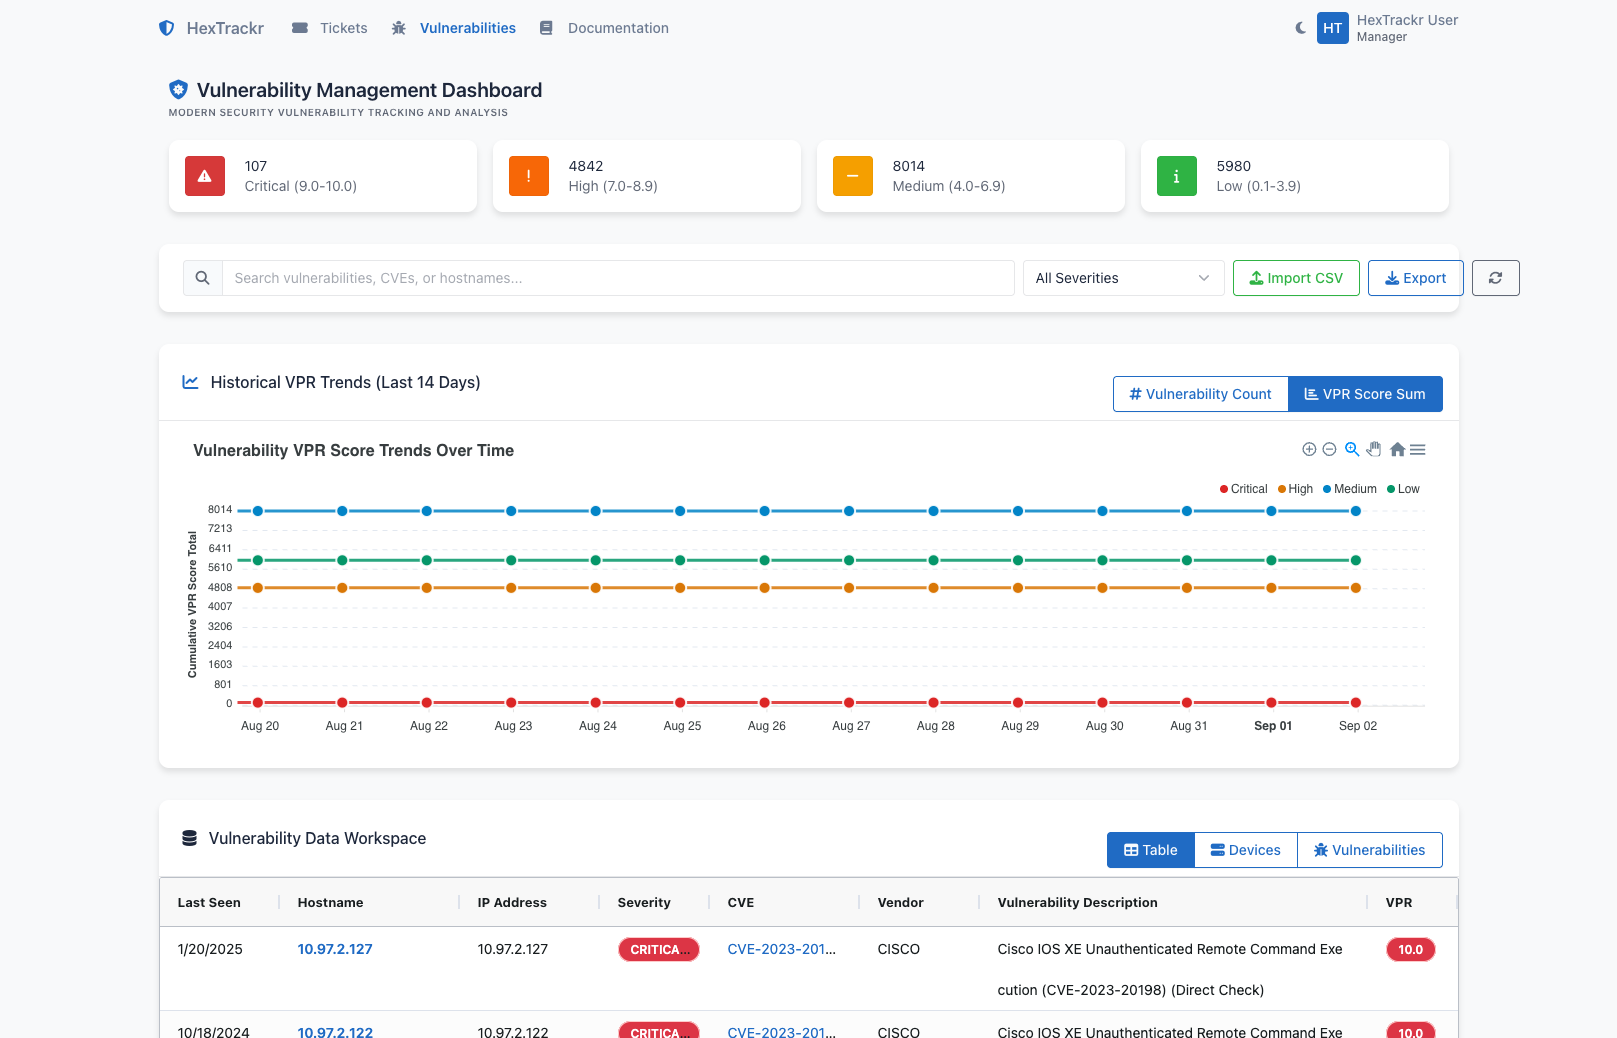 HexTrackr Tickets Vulnerabilities Documentation HT HexTrackr User
Manager
Vulnerability Management Dashboard
MODERN SECURITY VULNERABILITY TRACKING AND ANALYSIS
107
Critical (9.0-10.0)
4842
High (7.0-8.9)
8014
Medium (4.0-6.9)
5980
Low (0.1-3.9)
Search vulnerabilities, CVEs, or hostnames... All Severities Import CSV Export
Historical VPR Trends (Last 14 Days)
# Vulnerability Count VPR Score Sum
Vulnerability VPR Score Trends Over Time
Critical High Medium Low
Cumulative VPR Score Total
8014
7213
6411
5610
4808
4007
3206
2404
1603
801
0
Aug 20 Aug 21 Aug 22 Aug 23 Aug 24 Aug 25 Aug 26 Aug 27 Aug 28 Aug 29 Aug 30 Aug 31 Sep 01 Sep 02
Vulnerability Data Workspace
Table Devices Vulnerabilities
Last Seen Hostname IP Address Severity CVE Vendor Vulnerability Description VPR
1/20/2025 10.97.2.127 10.97.2.127 CRITICA... CVE-2023-201... CISCO Cisco IOS XE Unauthenticated Remote Command Exe 10.0
cution (CVE-2023-20198) (Direct Check)
10/18/2024 10.97.2.122 10.97.2.122 CRITICA... CVE-2023-201... CISCO Cisco IOS XE Unauthenticated Remote Command Exe 10.0